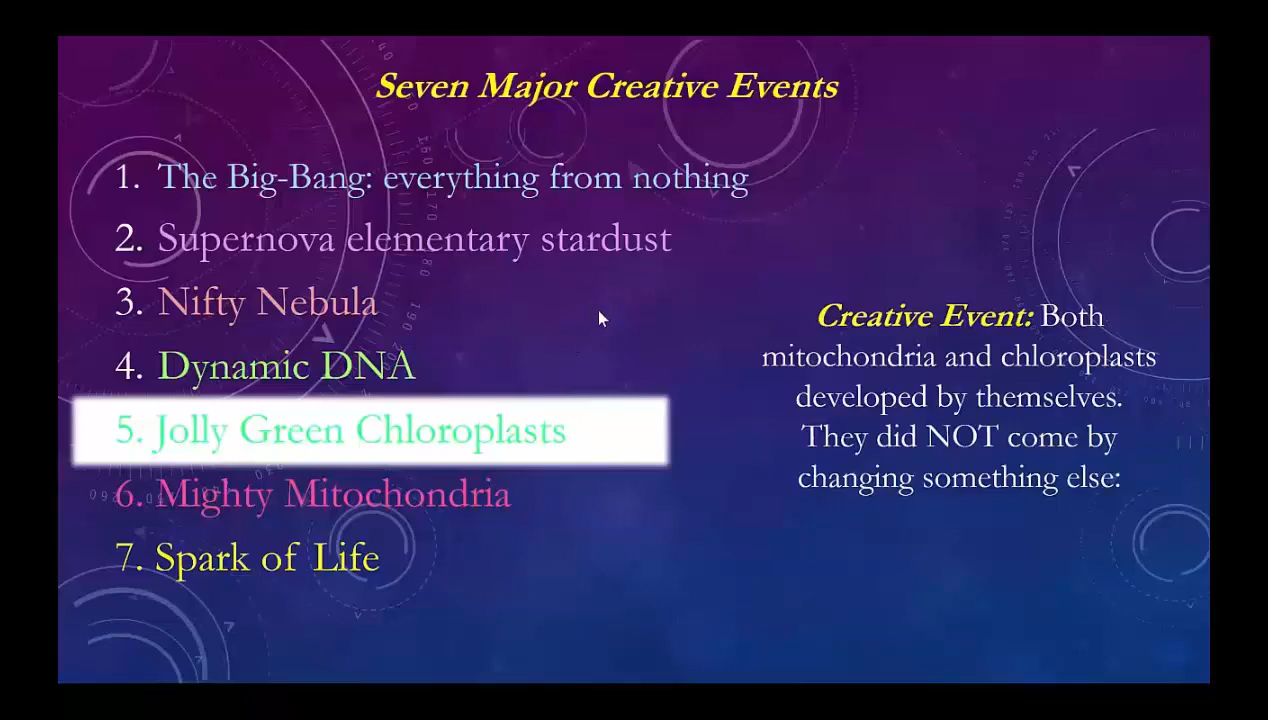 Seven Major Creative Events
1. The Big-Bang: everything from nothing
2. Supernova elementary stardust
3. Nifty Nebula
4. Dynamic DNA
5. Jolly Green Chloroplasts
6. Mighty Mitochondria
7. Spark of Life
Creative Event: Both
mitochondria and chloroplasts
developed by themselves.
They did NOT come by
changing something else: